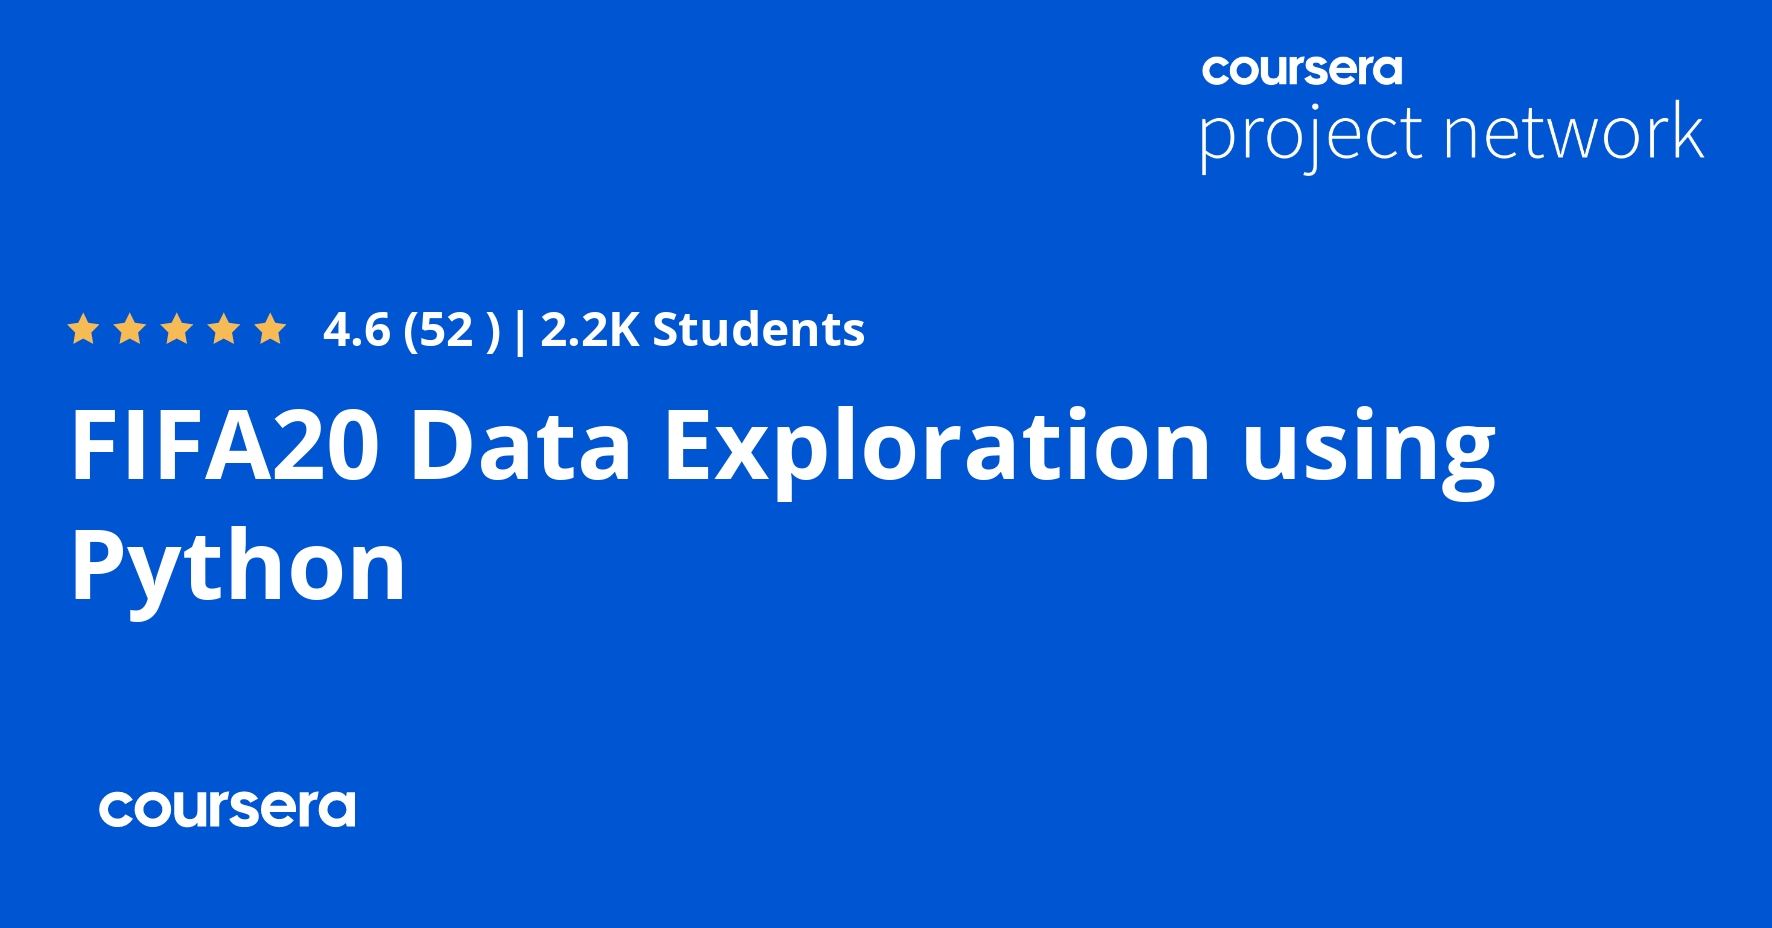 coursera
project network
4.6 (52 ) | 2.2K Students
FIFA20 Data Exploration using
Python
coursera